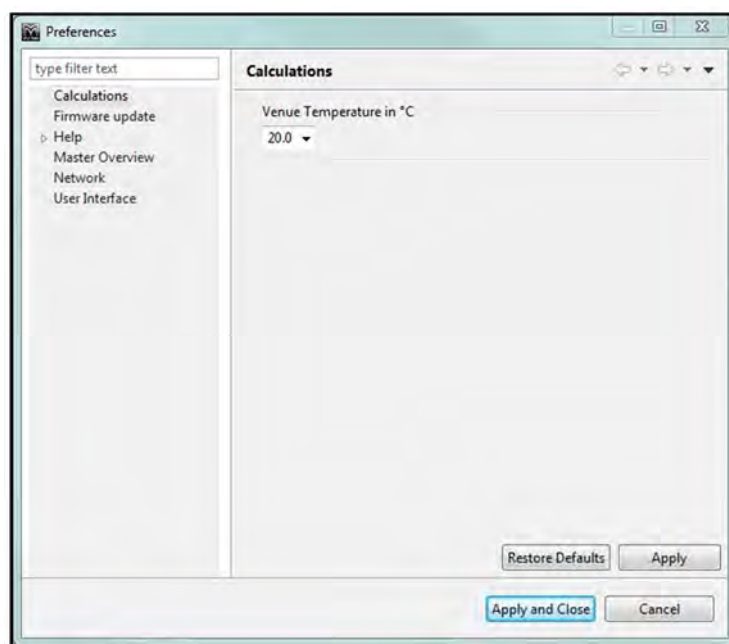 Preferences
type filter text
Calculations
Firmware update
Help
Master Overview
Network
User Interface
Calculations
Venue Temperature in °C
20.0
Restore Defaults
Apply
Apply and Close
Cancel